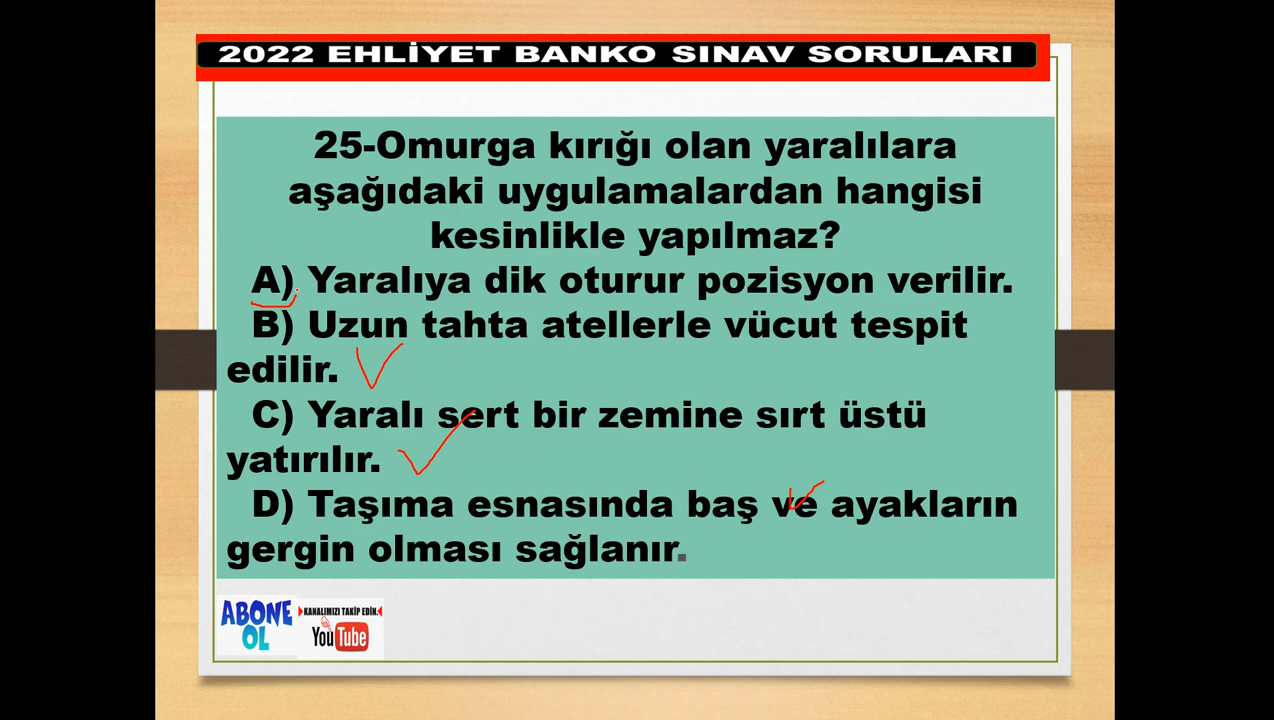 2022 EHLİYET BANKO SINAV SORULARI
25-Omurga kırığı olan yaralılara
aşağıdaki uygulamalardan hangisi
kesinlikle yapılmaz?
A) Yaralıya dik oturur pozisyon verilir.
B) Uzun tahta atellerle vücut tespit
edilir.
C) Yaralı sert bir zemine sırt üstü
yatırılır.
D) Taşıma esnasında baş ve ayakların
gergin olması sağlanır.
ABONE
OL
KANALIMIZI TAKİP EDİN.
YouTube